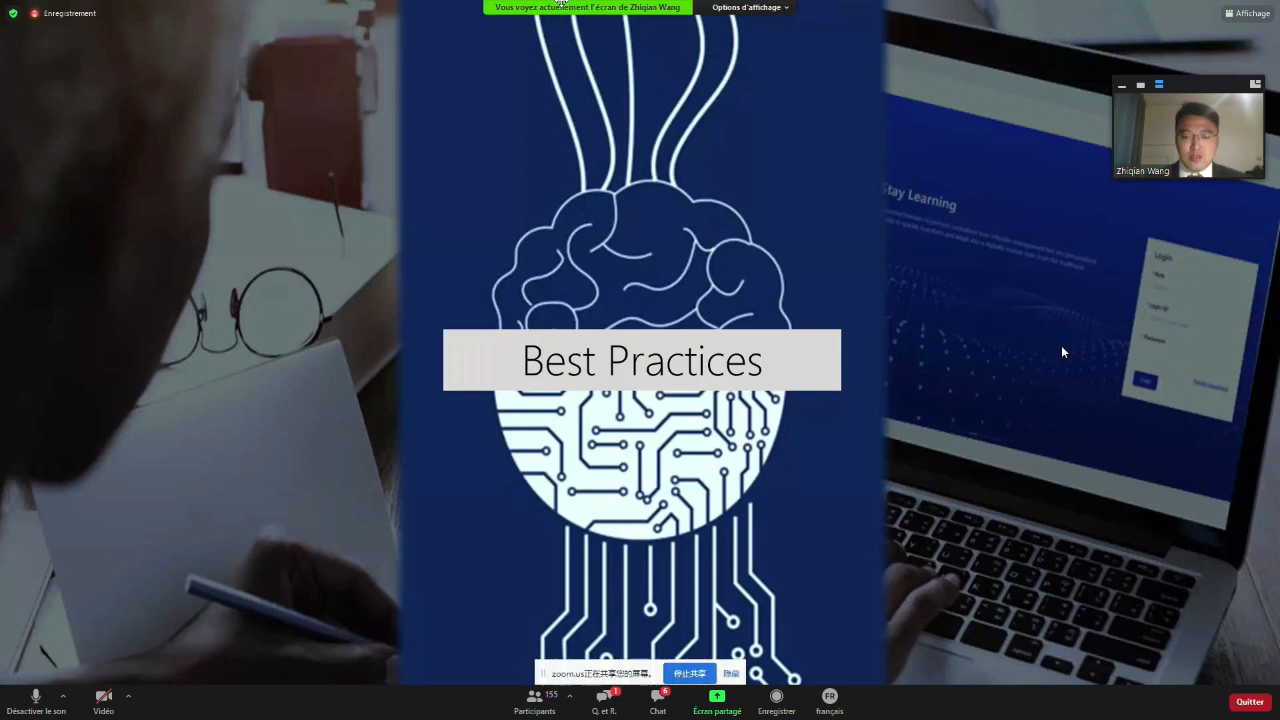 Enregistrement
Vous voyez actuellement l'écran de Zhiqian Wang
Options d'affichage
Affichage
Zhiqian Wang
Stay Learning
Login
Best Practices
zoom.us正在共享您的屏幕。
停止共享
隐藏
Désactiver le son
Vidéo
155
Participants
1
Q. et R.
6
Chat
Écran partagé
Enregistrer
FR
français
Quitter